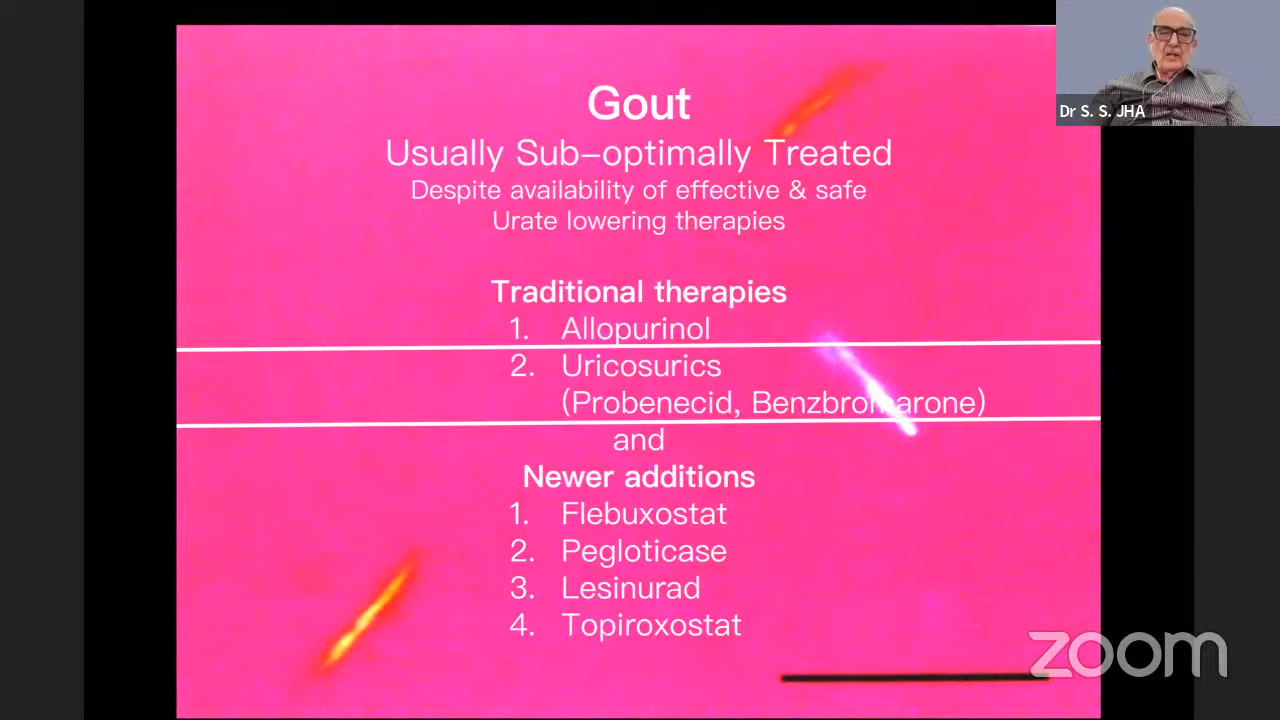 Gout
Usually Sub-optimally Treated
Despite availability of effective & safe
Urate lowering therapies
Traditional therapies
1. Allopurinol
2. Uricosurics
(Probenecid, Benzbromarone)
and
Newer additions
1. Flebuxostat
2. Pegloticase
3. Lesinurad
4. Topiroxostat
Dr S. S. JHA
zoom